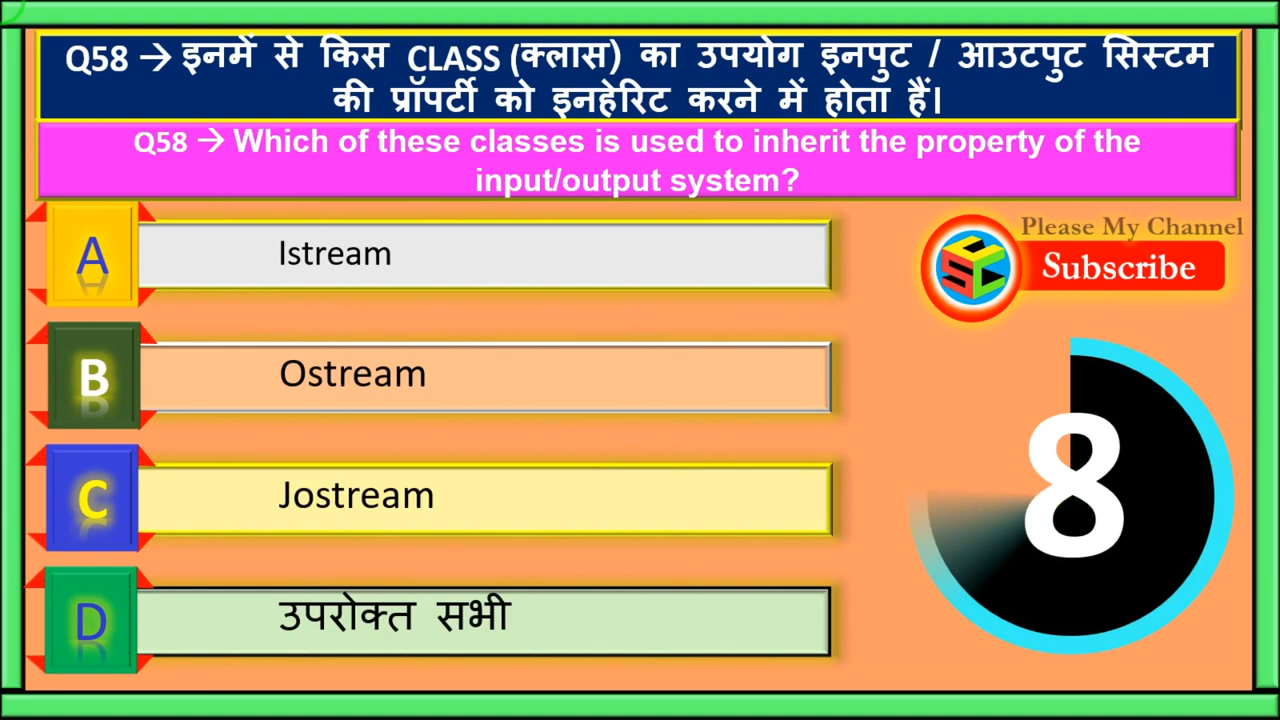 Q58 → इनमें से किस CLASS (क्लास) का उपयोग इनपुट / आउटपुट सिस्टम
की प्रॉपर्टी को इनहेरिट करने में होता हैं।
Q58 → Which of these classes is used to inherit the property of the
input/output system?
A Istream
B Ostream
C Jostream
D उपरोक्त सभी
Please My Channel
Subscribe
SSC
8